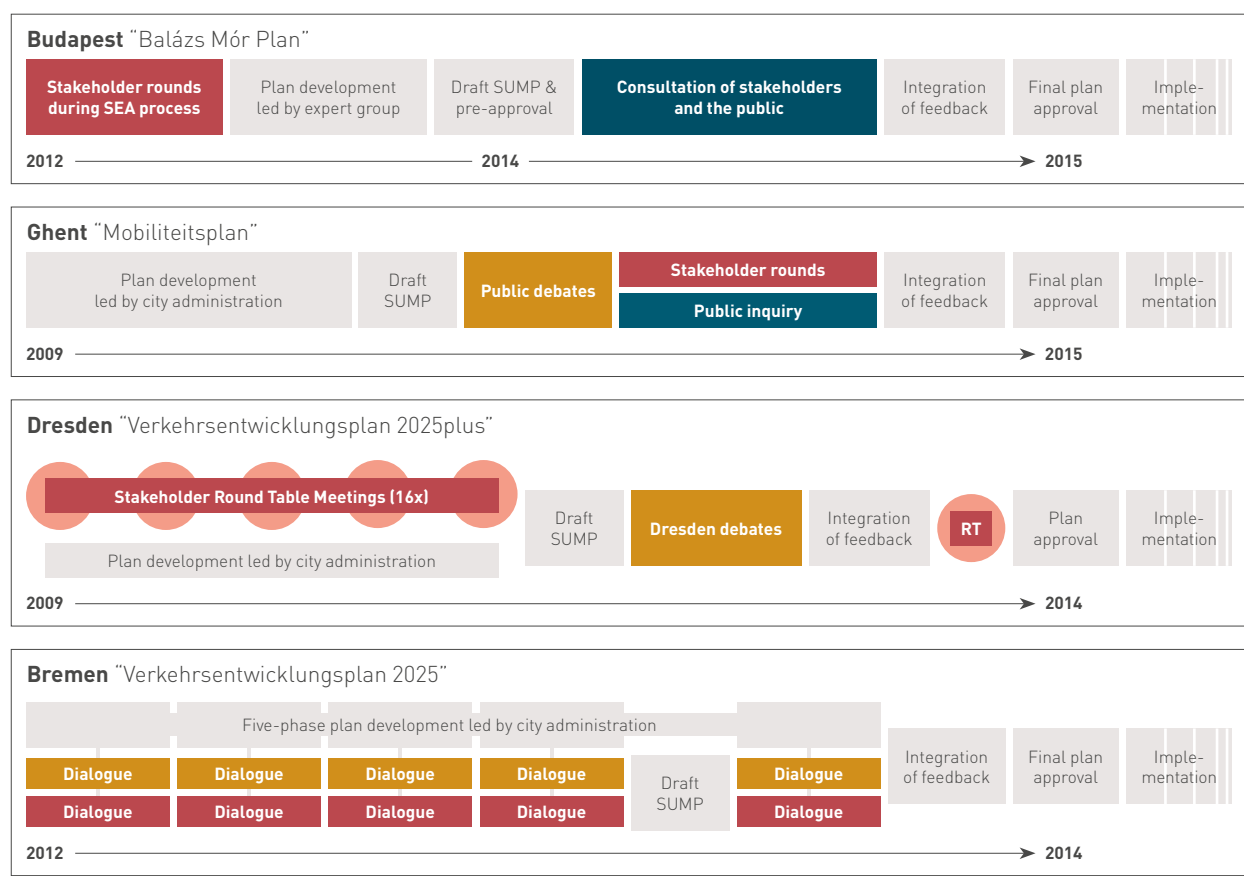 Budapest “Balázs Mór Plan”
Stakeholder rounds
during SEA process
Plan development
led by expert group
Draft SUMP &
pre-approval
Consultation of stakeholders
and the public
Integration
of feedback
Final plan
approval
Imple-
mentation
2012
2014
2015
Ghent “Mobiliteitsplan”
Plan development
led by city administration
Draft
SUMP
Public debates
Stakeholder rounds
Public inquiry
Integration
of feedback
Final plan
approval
Imple-
mentation
2009
2015
Dresden “Verkehrsentwicklungsplan 2025plus”
Stakeholder Round Table Meetings (16x)
Plan development led by city administration
Draft
SUMP
Dresden debates
Integration
of feedback
RT
Plan
approval
Imple-
mentation
2009
2014
Bremen “Verkehrsentwicklungsplan 2025”
Five-phase plan development led by city administration
Dialogue
Dialogue
Dialogue
Dialogue
Dialogue
Dialogue
Dialogue
Dialogue
Draft
SUMP
Dialogue
Dialogue
Integration
of feedback
Final plan
approval
Imple-
mentation
2012
2014